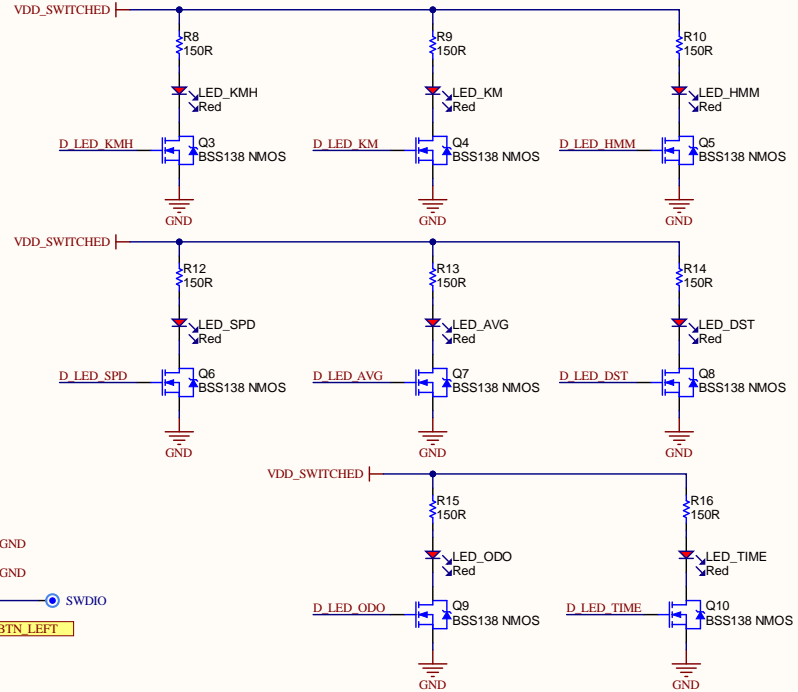 VDD_SWITCHED
R8
150R
R9
150R
R10
150R
LED_KMH
Red
LED_KM
Red
LED_HMM
Red
D_LED_KMH
Q3
BSS138 NMOS
D_LED_KM
Q4
BSS138 NMOS
D_LED_HMM
Q5
BSS138 NMOS
GND
GND
GND
VDD_SWITCHED
R12
150R
R13
150R
R14
150R
LED_SPD
Red
LED_AVG
Red
LED_DST
Red
D_LED_SPD
Q6
BSS138 NMOS
D_LED_AVG
Q7
BSS138 NMOS
D_LED_DST
Q8
BSS138 NMOS
GND
GND
GND
VDD_SWITCHED
R15
150R
R16
150R
GND
LED_ODO
Red
LED_TIME
Red
GND
SWDIO
D_LED_ODO
Q9
BSS138 NMOS
D_LED_TIME
Q10
BSS138 NMOS
BTN_LEFT
GND
GND